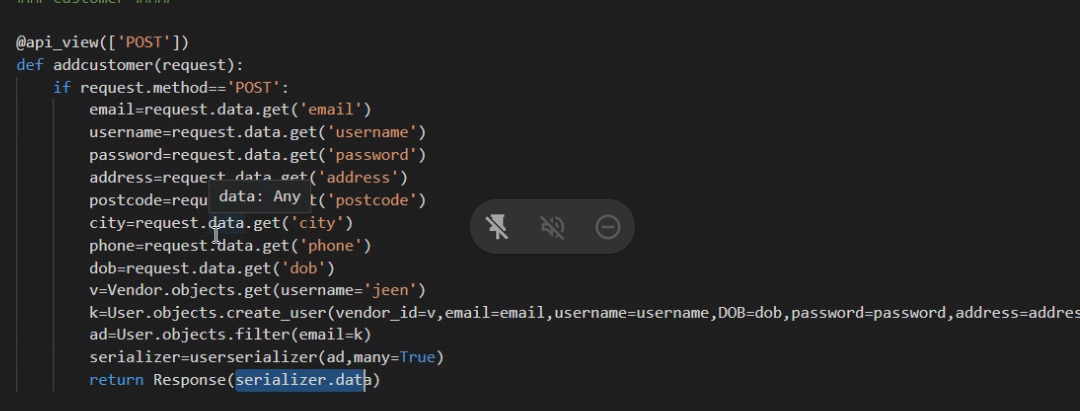 ### customer ####
@api_view(['POST'])
def addcustomer(request):
if request.method=='POST':
email=request.data.get('email')
username=request.data.get('username')
password=request.data.get('password')
address=request.data.get('address')
data: Any
postcode=requ t('postcode')
city=request.data.get('city')
phone=request.data.get('phone')
dob=request.data.get('dob')
v=Vendor.objects.get(username='jeen')
k=User.objects.create_user(vendor_id=v,email=email,username=username,DOB=dob,password=password,address=addres
ad=User.objects.filter(email=k)
serializer=userserializer(ad,many=True)
return Response(serializer.data)